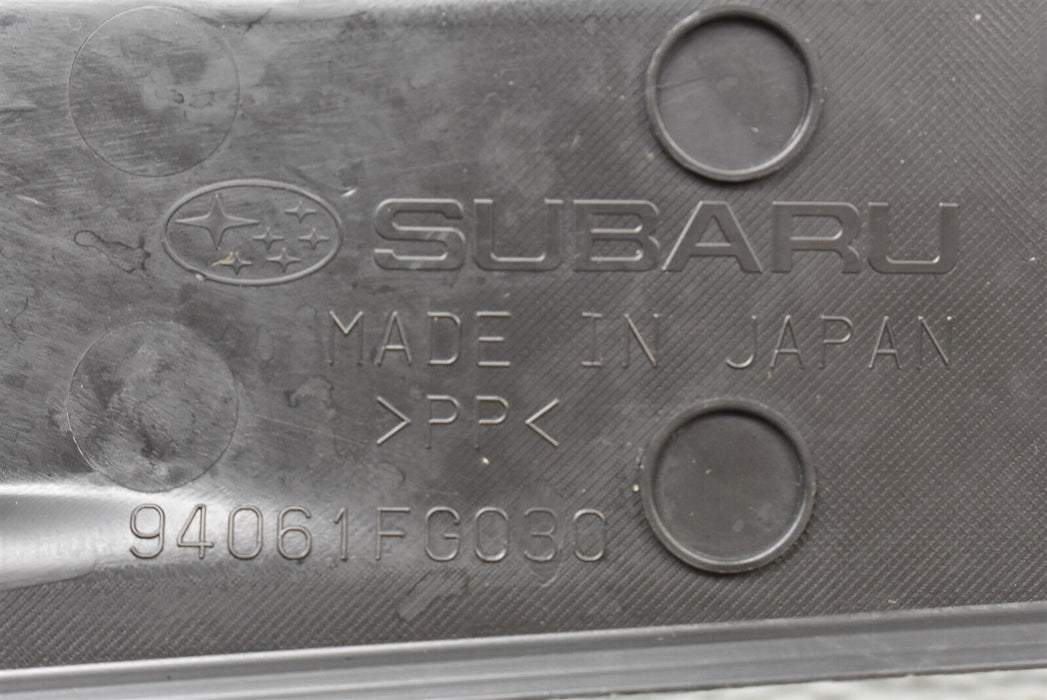 SUBARU
MADE IN JAPAN
>PP<
94061FG030